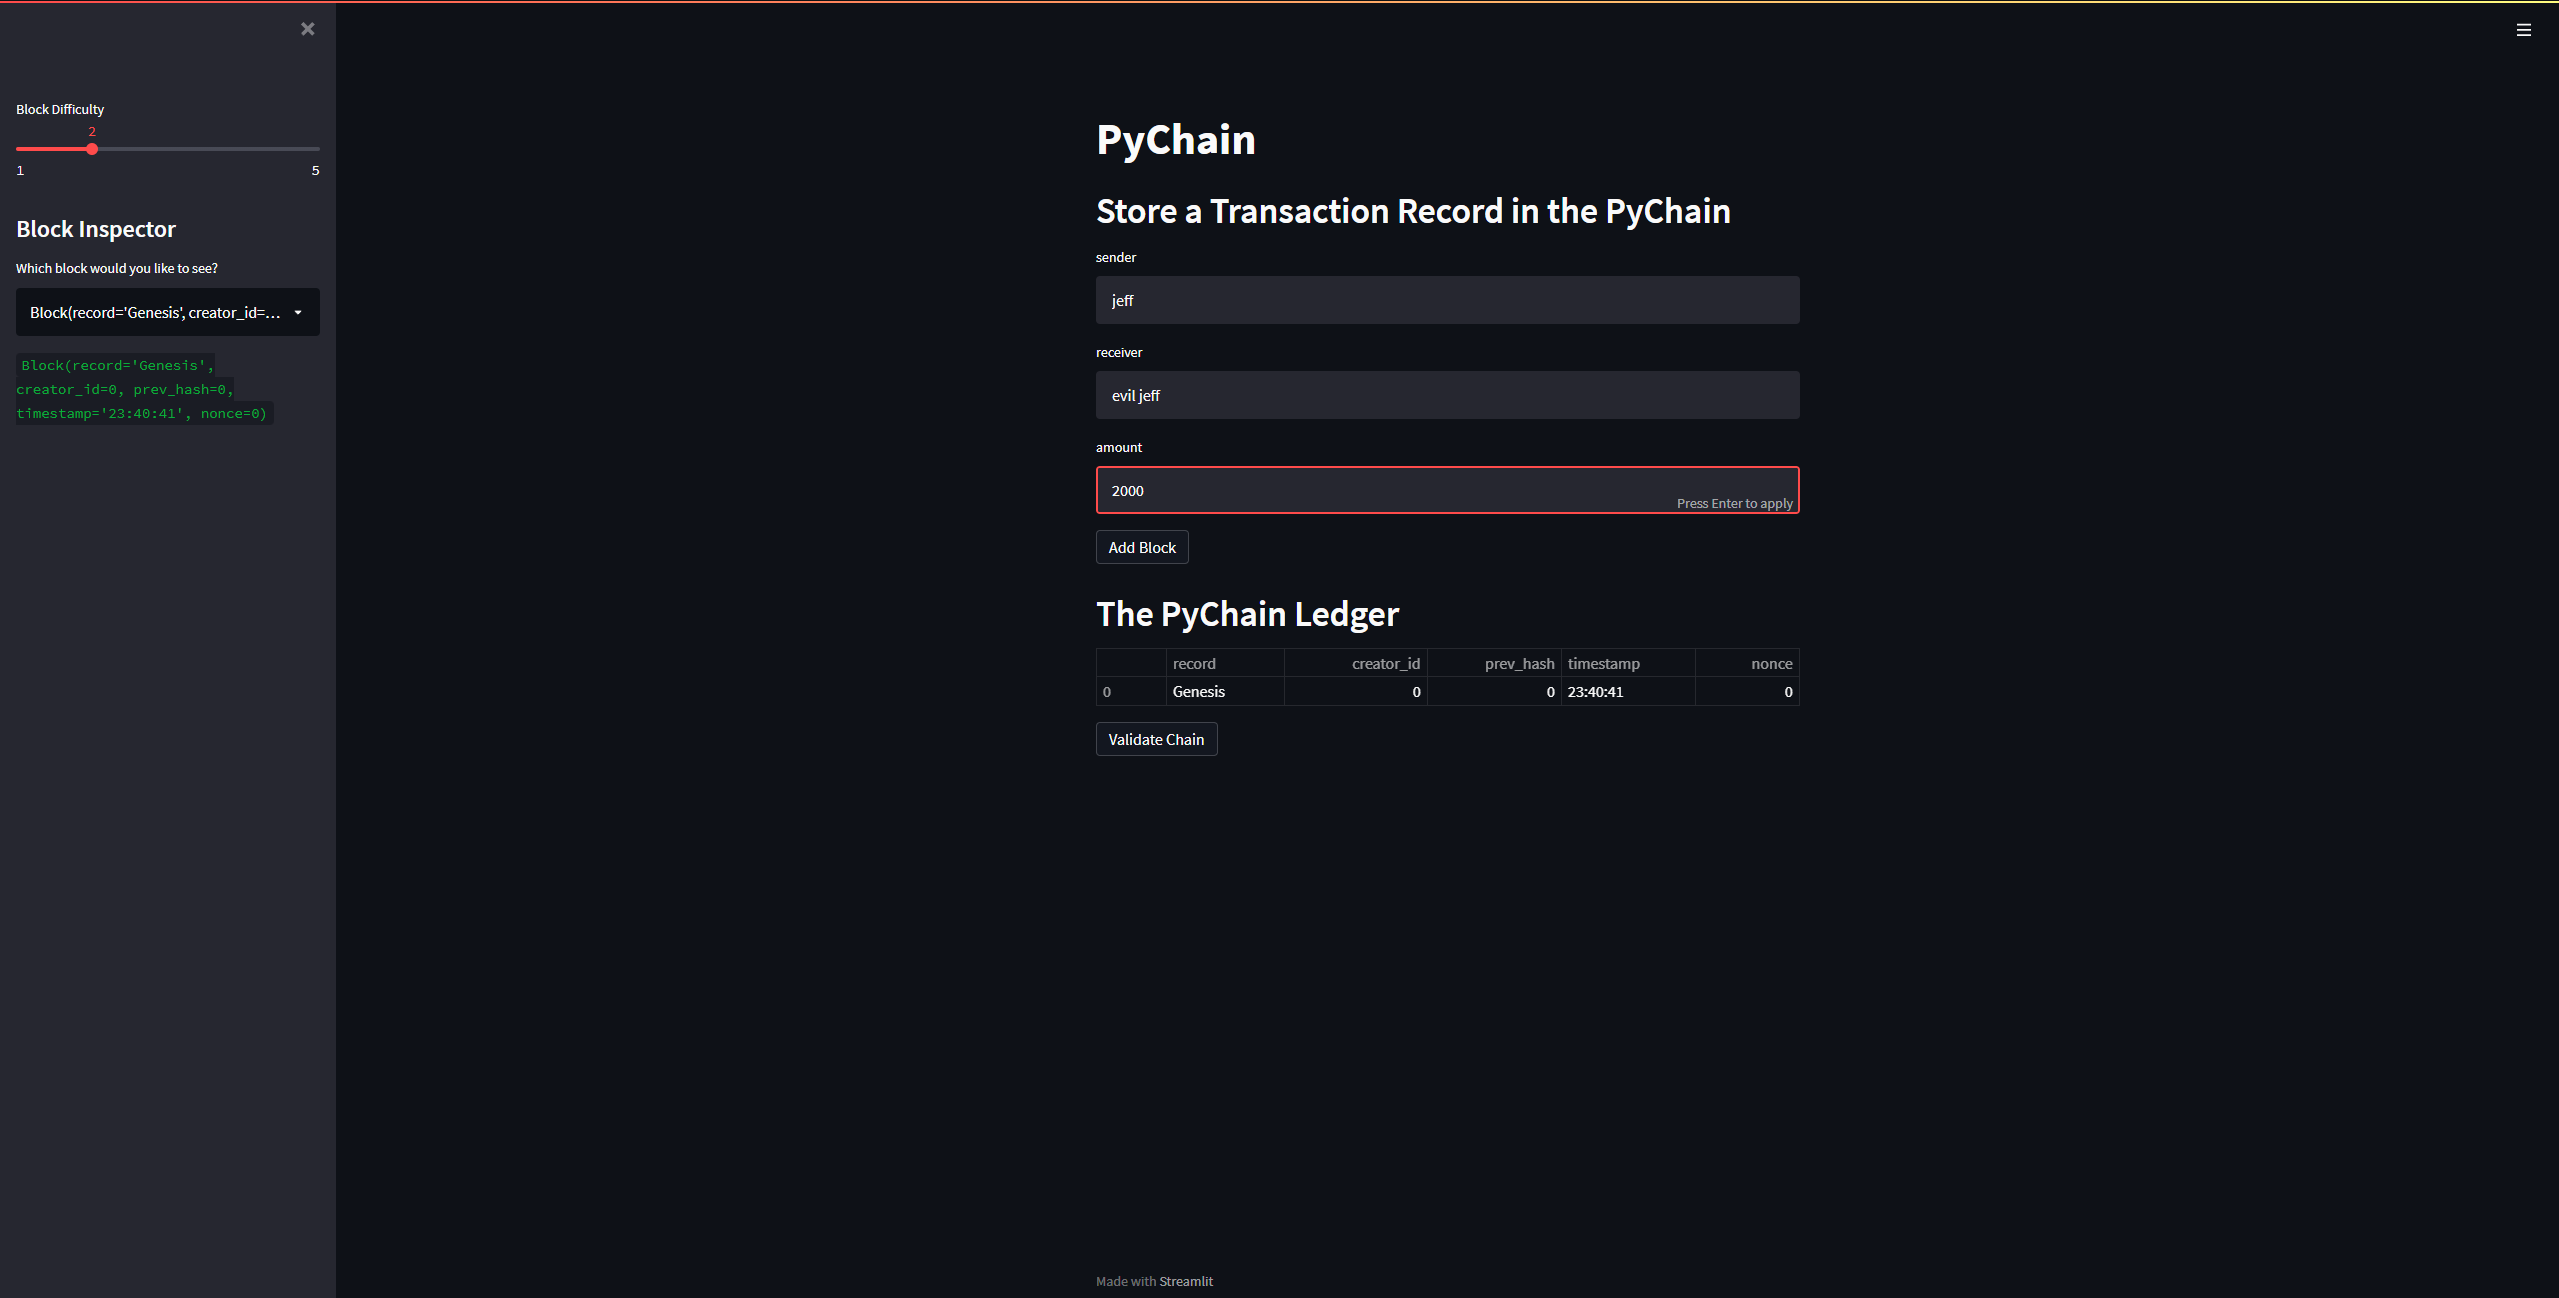 Block Difficulty
2
1 5
Block Inspector
Which block would you like to see?
Block(record='Genesis', creator_id=...
Block(record='Genesis',
creator_id=0, prev_hash=0,
timestamp='23:40:41', nonce=0)
PyChain
Store a Transaction Record in the PyChain
sender
jeff
receiver
evil jeff
amount
2000
Press Enter to apply
Add Block
The PyChain Ledger
record creator_id prev_hash timestamp nonce
0 Genesis 0 0 23:40:41 0
Validate Chain
Made with Streamlit